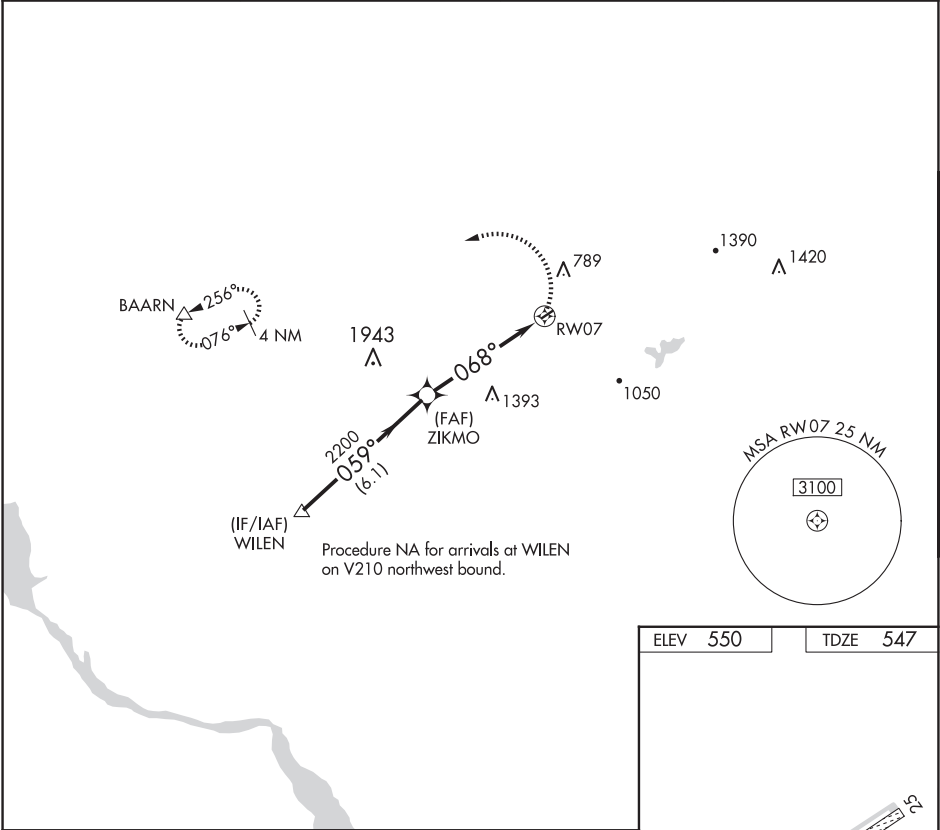 1390
1420
789
BAARN
256°
076°
4 NM
RW07
1943
068°
1050
1393
(FAF)
ZIKMO
2200
059°
(6.1)
MSA RW07 25 NM
3100
(IF/IAF)
WILEN
Procedure NA for arrivals at WILEN
on V210 northwest bound.
ELEV 550
TDZE 547
25